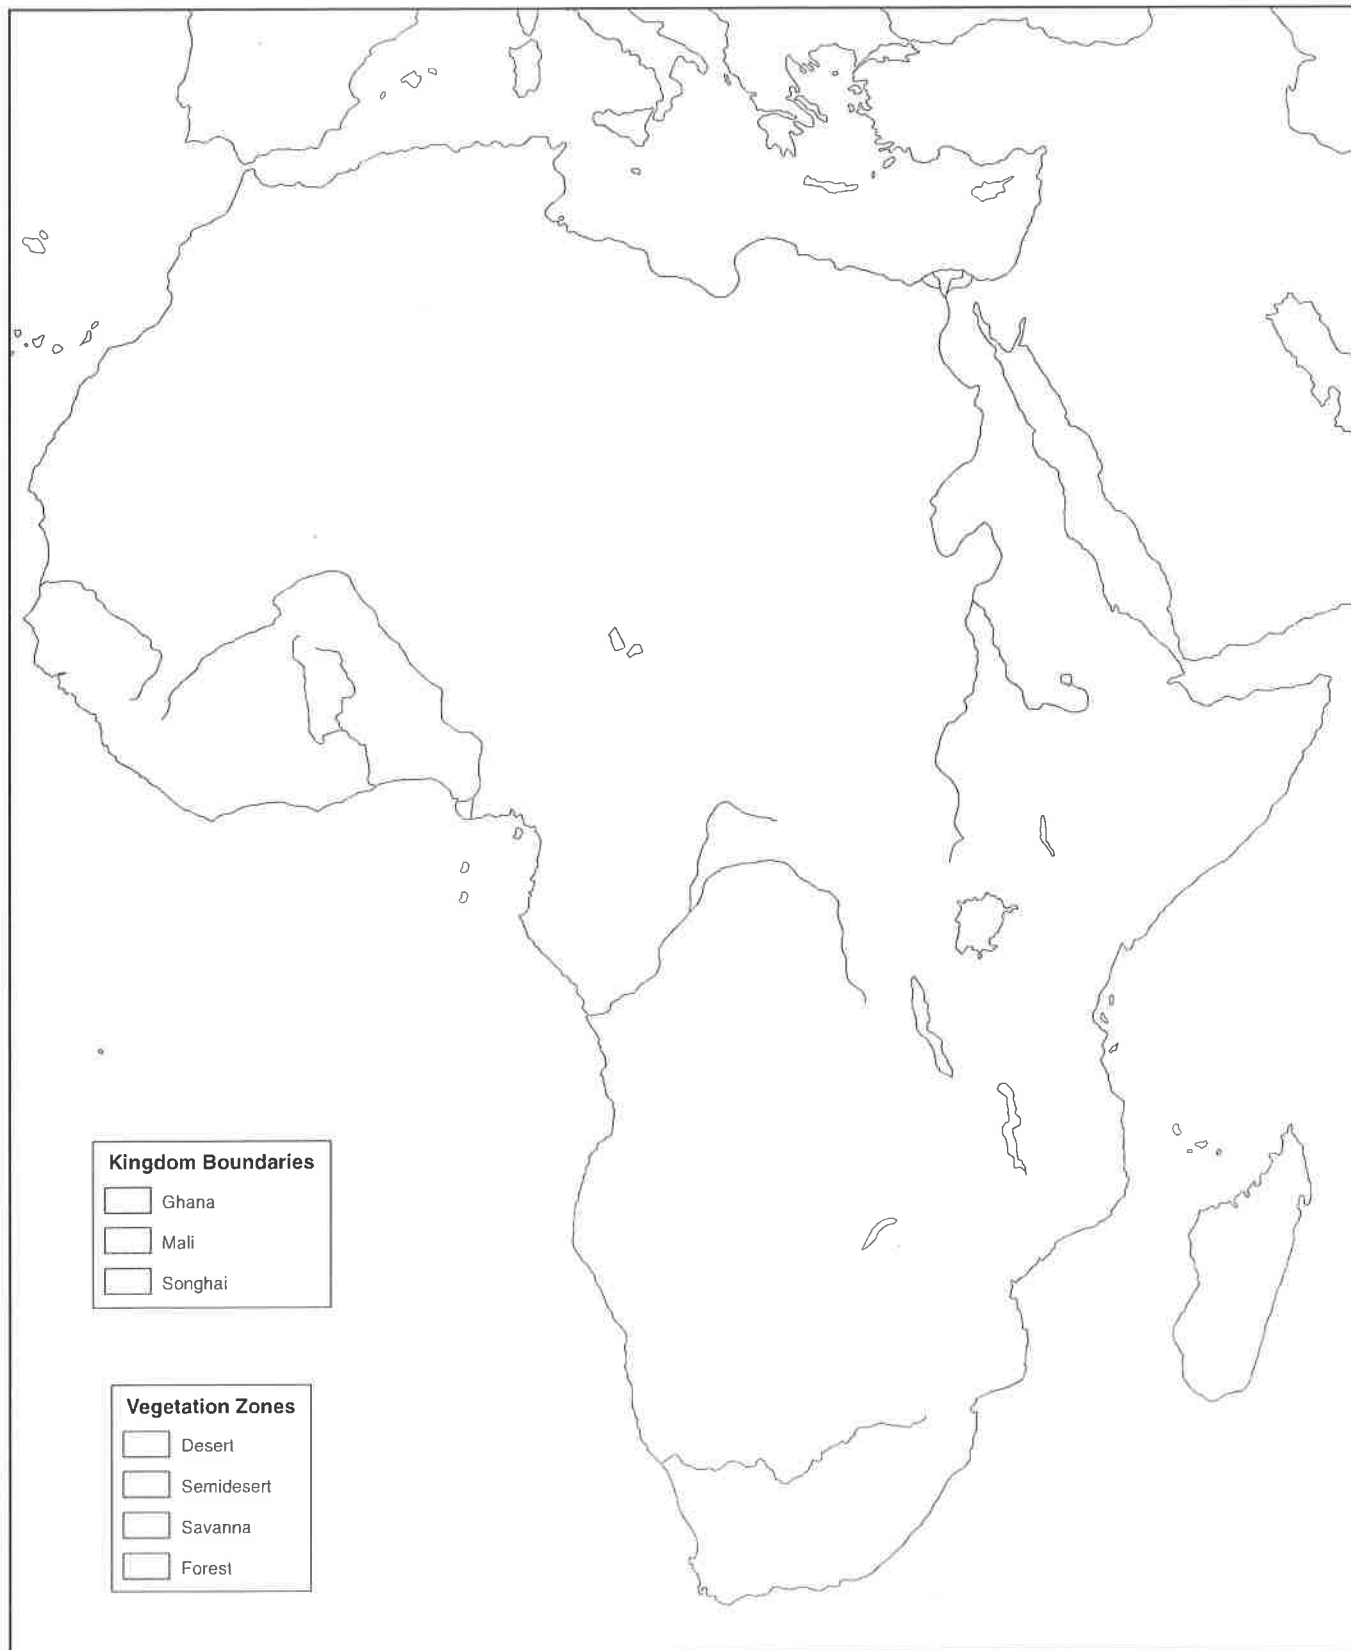 Kingdom Boundaries
Ghana
Mali
Songhai
Vegetation Zones
Desert
Semidesert
Savanna
Forest